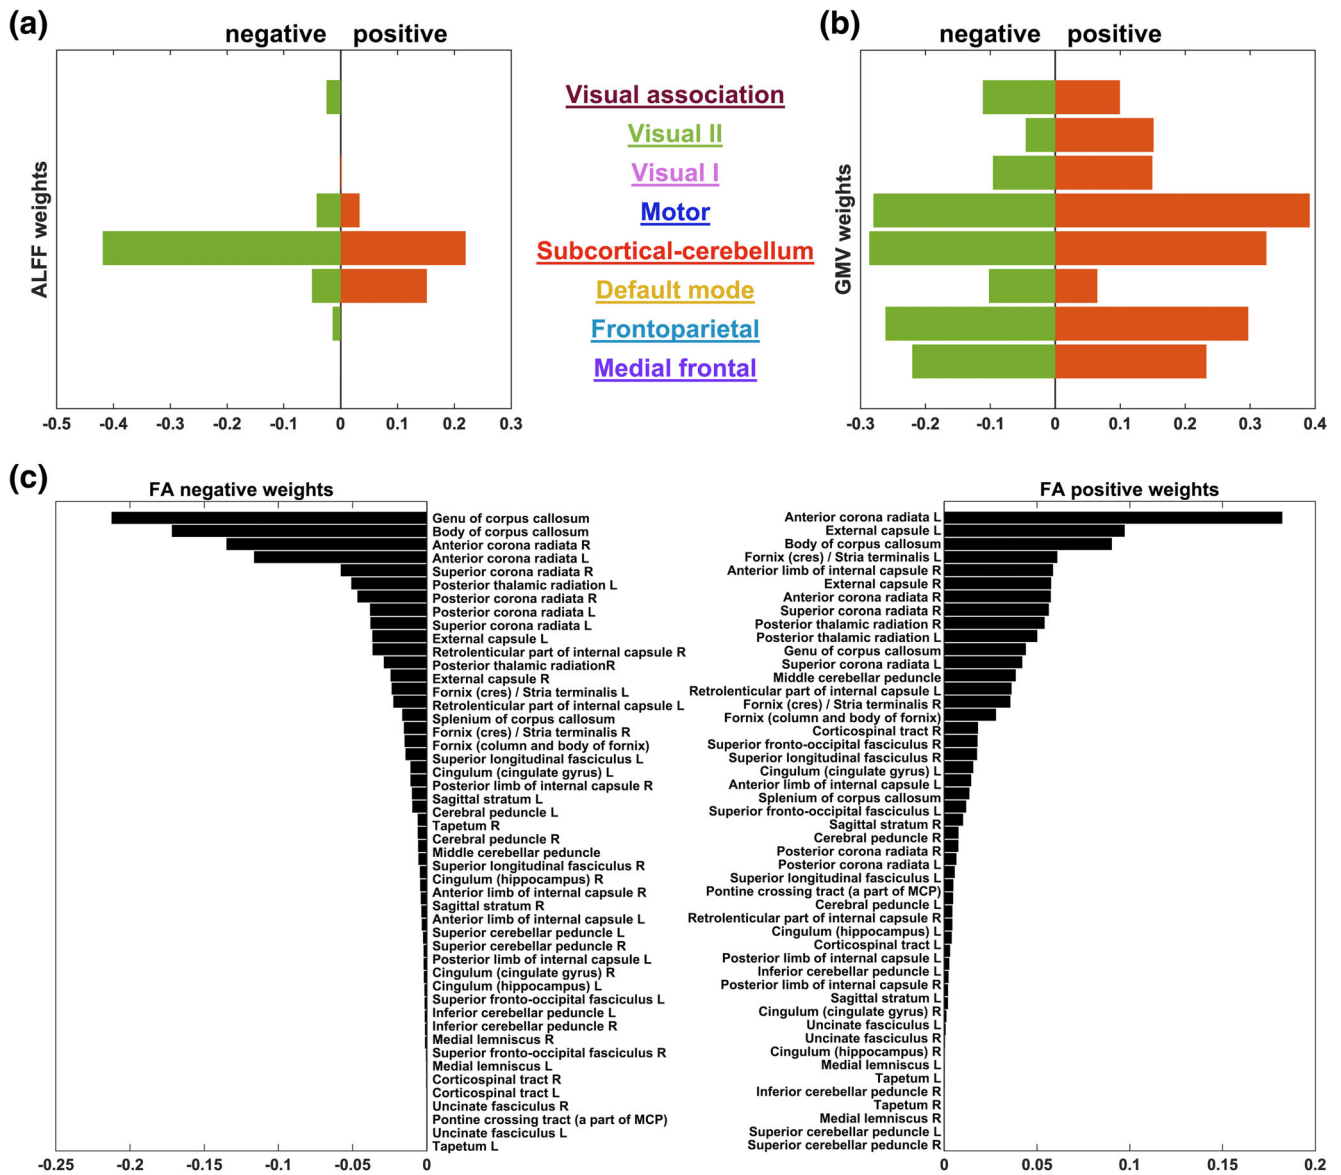 (a)
negative positive
ALFF weights
-0.5 -0.4 -0.3 -0.2 -0.1 0 0.1 0.2 0.3
Visual association
Visual II
Visual I
Motor
Subcortical-cerebellum
Default mode
Frontoparietal
Medial frontal
(b)
negative positive
GMV weights
-0.3 -0.2 -0.1 0 0.1 0.2 0.3 0.4
(c)
FA negative weights
Genu of corpus callosum
Body of corpus callosum
Anterior corona radiata R
Anterior corona radiata L
Superior corona radiata R
Posterior thalamic radiation L
Posterior corona radiata R
Posterior corona radiata L
Superior corona radiata L
External capsule L
Retrolenticular part of internal capsule R
Posterior thalamic radiationR
External capsule R
Fornix (cres) / Stria terminalis L
Retrolenticular part of internal capsule L
Splenium of corpus callosum
Fornix (cres) / Stria terminalis R
Fornix (column and body of fornix)
Superior longitudinal fasciculus L
Cingulum (cingulate gyrus) L
Posterior limb of internal capsule R
Sagittal stratum L
Cerebral peduncle L
Tapetum R
Cerebral peduncle R
Middle cerebellar peduncle
Superior longitudinal fasciculus R
Cingulum (hippocampus) R
Anterior limb of internal capsule R
Sagittal stratum R
Anterior limb of internal capsule L
Superior cerebellar peduncle L
Superior cerebellar peduncle R
Posterior limb of internal capsule L
Cingulum (cingulate gyrus) R
Cingulum (hippocampus) L
Superior fronto-occipital fasciculus L
Inferior cerebellar peduncle L
Inferior cerebellar peduncle R
Medial lemniscus R
Superior fronto-occipital fasciculus R
Medial lemniscus L
Corticospinal tract R
Corticospinal tract L
Uncinate fasciculus R
Pontine crossing tract (a part of MCP)
Uncinate fasciculus L
Tapetum L
-0.25 -0.2 -0.15 -0.1 -0.05 0
FA positive weights
Anterior corona radiata L
External capsule L
Body of corpus callosum
Fornix (cres) / Stria terminalis L
Anterior limb of internal capsule R
External capsule R
Anterior corona radiata R
Superior corona radiata R
Posterior thalamic radiation R
Posterior thalamic radiation L
Genu of corpus callosum
Superior corona radiata L
Middle cerebellar peduncle
Retrolenticular part of internal capsule L
Fornix (cres) / Stria terminalis R
Fornix (column and body of fornix)
Corticospinal tract R
Superior fronto-occipital fasciculus R
Superior longitudinal fasciculus R
Cingulum (cingulate gyrus) L
Anterior limb of internal capsule L
Splenium of corpus callosum
Superior fronto-occipital fasciculus L
Sagittal stratum R
Cerebral peduncle R
Posterior corona radiata R
Posterior corona radiata L
Superior longitudinal fasciculus L
Pontine crossing tract (a part of MCP)
Cerebral peduncle L
Retrolenticular part of internal capsule R
Cingulum (hippocampus) L
Corticospinal tract L
Posterior limb of internal capsule L
Inferior cerebellar peduncle L
Posterior limb of internal capsule R
Sagittal stratum L
Cingulum (cingulate gyrus) R
Uncinate fasciculus L
Uncinate fasciculus R
Cingulum (hippocampus) R
Medial lemniscus L
Tapetum L
Inferior cerebellar peduncle R
Tapetum R
Medial lemniscus R
Superior cerebellar peduncle L
Superior cerebellar peduncle R
0 0.05 0.1 0.15 0.2